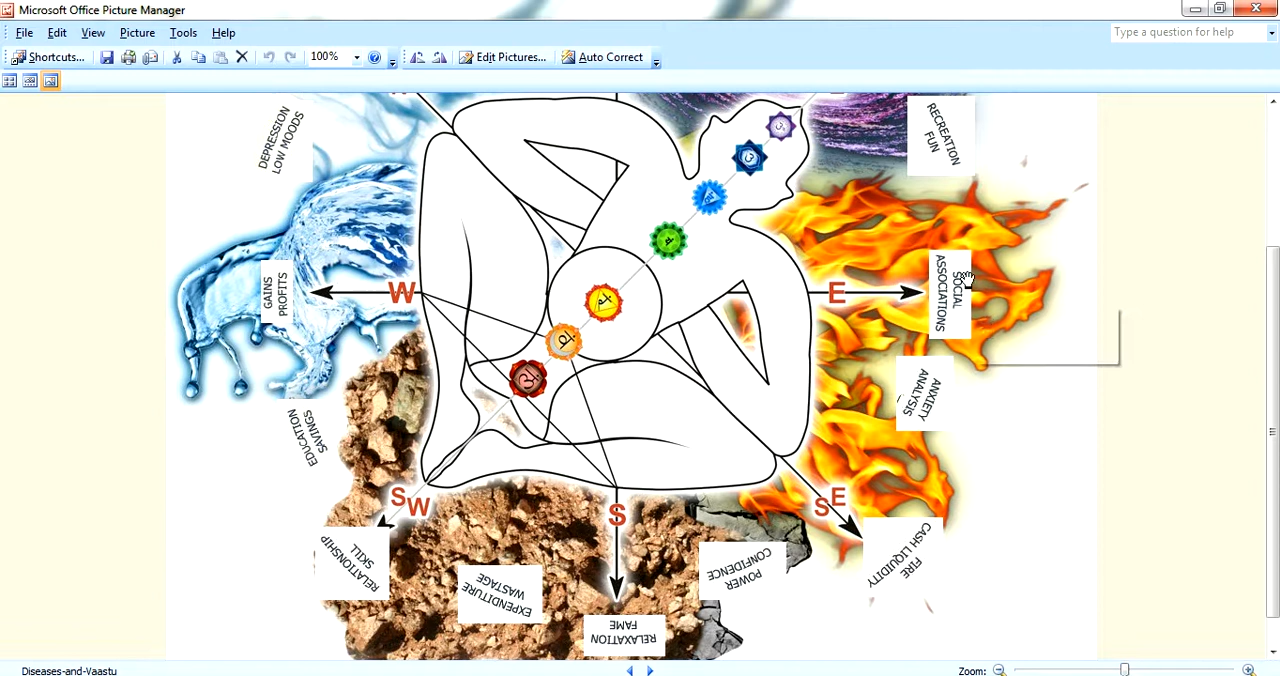 Microsoft Office Picture Manager
File Edit View Picture Tools Help
Type a question for help
Shortcuts...
100%
Edit Pictures...
Auto Correct
DEPRESSION
LOW/MOODS
RECREATION
FUN
GAINS
PROFITS
W
E
SOCIAL
ASSOCIATIONS
ANXIETY
ANALYSIS
EDUCATION
SAVINGS
SW
S
SE
RELATIONSHIP
SKILL
EXPENDITURE
WASTAGE
RELAXATION
FAME
POWER
CONFIDENCE
FIRE
CASH LIQUIDITY
Diseases-and-Vaastu
Zoom: